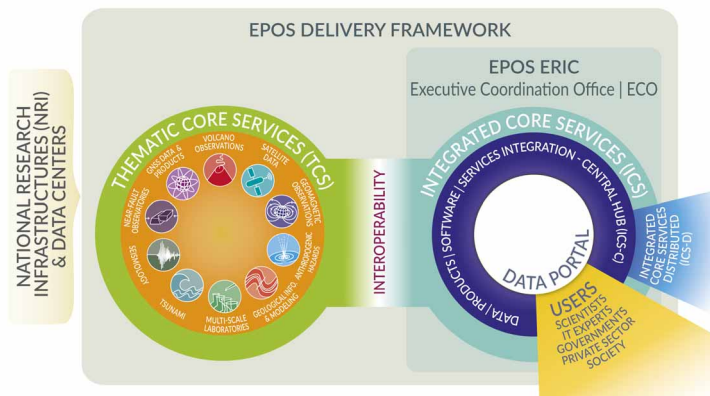 EPOS DELIVERY FRAMEWORK
NATIONAL RESEARCH
INFRASTRUCTURES (NRI)
& DATA CENTERS
THEMATIC CORE SERVICES (TCS)
VOLCANO
OBSERVATIONS
SATELLITE
DATA
GEOMAGNETIC
OBSERVATIONS
ANTHROPOGENIC
HAZARDS
GEOLOGICAL INFO.
& MODELING
MULTI-SCALE
LABORATORIES
TSUNAMI
SEISMOLOGY
NEAR-FAULT
OBSERVATORIES
GNSS DATA &
PRODUCTS
INTEROPERABILITY
EPOS ERIC
Executive Coordination Office | ECO
INTEGRATED CORE SERVICES (ICS)
DATA | PRODUCTS | SOFTWARE | SERVICES INTEGRATION - CENTRAL HUB (ICS-C)
DATA PORTAL
INTEGRATED
CORE SERVICES
DISTRIBUTED
(ICS-D)
USERS
SCIENTISTS
IT EXPERTS
GOVERNMENTS
PRIVATE SECTOR
SOCIETY